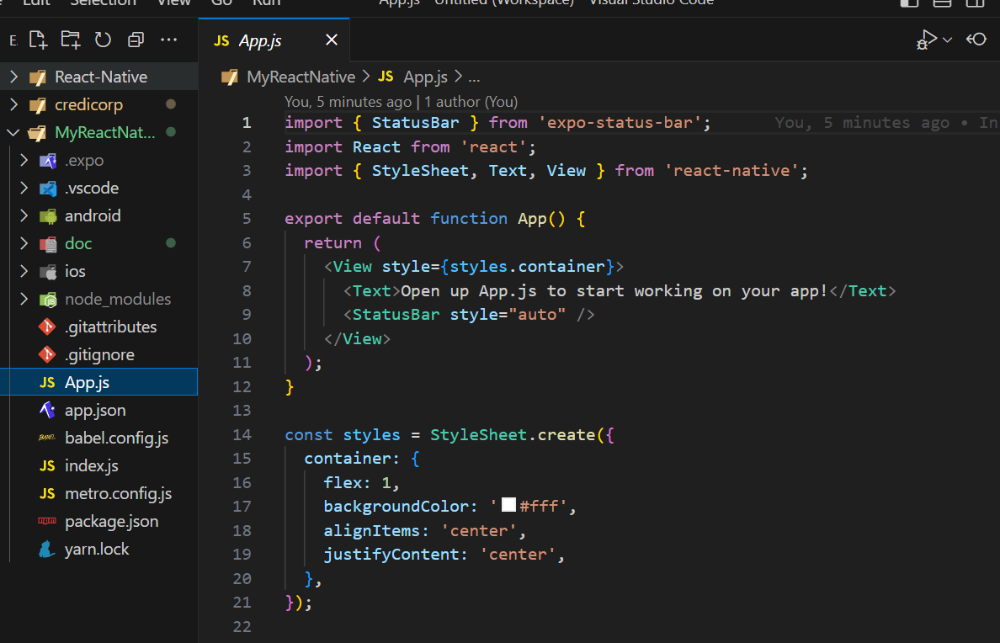 Edit Selection View Go Run App.js - Untitled (Workspace) - Visual Studio Code
E
JS App.js
MyReactNative > JS App.js > ...
You, 5 minutes ago | 1 author (You)
React-Native
credicorp
MyReactNat...
.expo
.vscode
android
doc
ios
node_modules
.gitattributes
.gitignore
JS App.js
app.json
BABEL babel.config.js
JS index.js
JS metro.config.js
npm package.json
yarn.lock
1 import { StatusBar } from 'expo-status-bar'; You, 5 minutes ago • In
2 import React from 'react';
3 import { StyleSheet, Text, View } from 'react-native';
4
5 export default function App() {
6 return (
7 <View style={styles.container}>
8 <Text>Open up App.js to start working on your app!</Text>
9 <StatusBar style="auto" />
10 </View>
11 );
12 }
13
14 const styles = StyleSheet.create({
15 container: {
16 flex: 1,
17 backgroundColor: '#fff',
18 alignItems: 'center',
19 justifyContent: 'center',
20 },
21 });
22